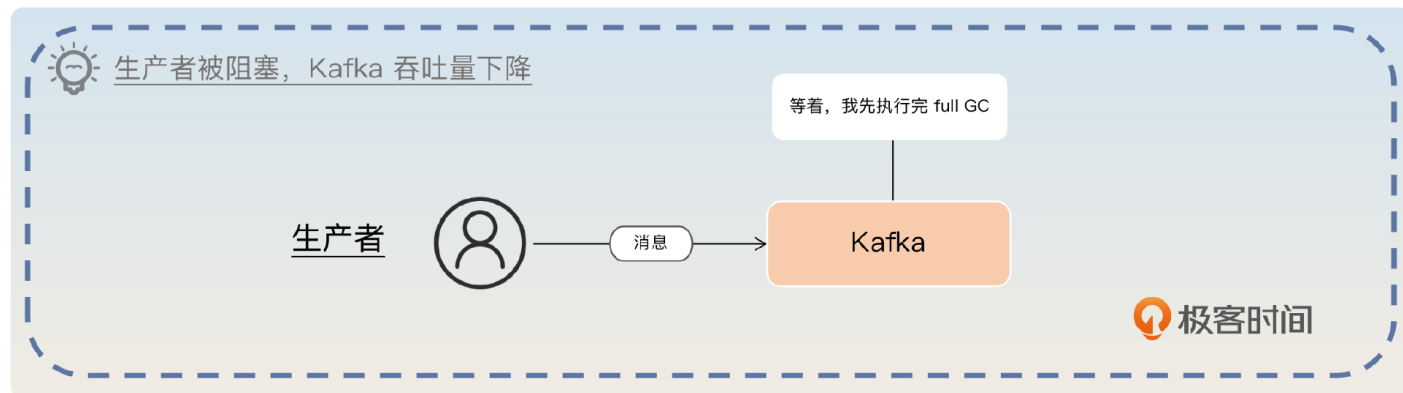 生产者被阻塞，Kafka 吞吐量下降
等着，我先执行完 full GC
生产者
消息
Kafka
极客时间